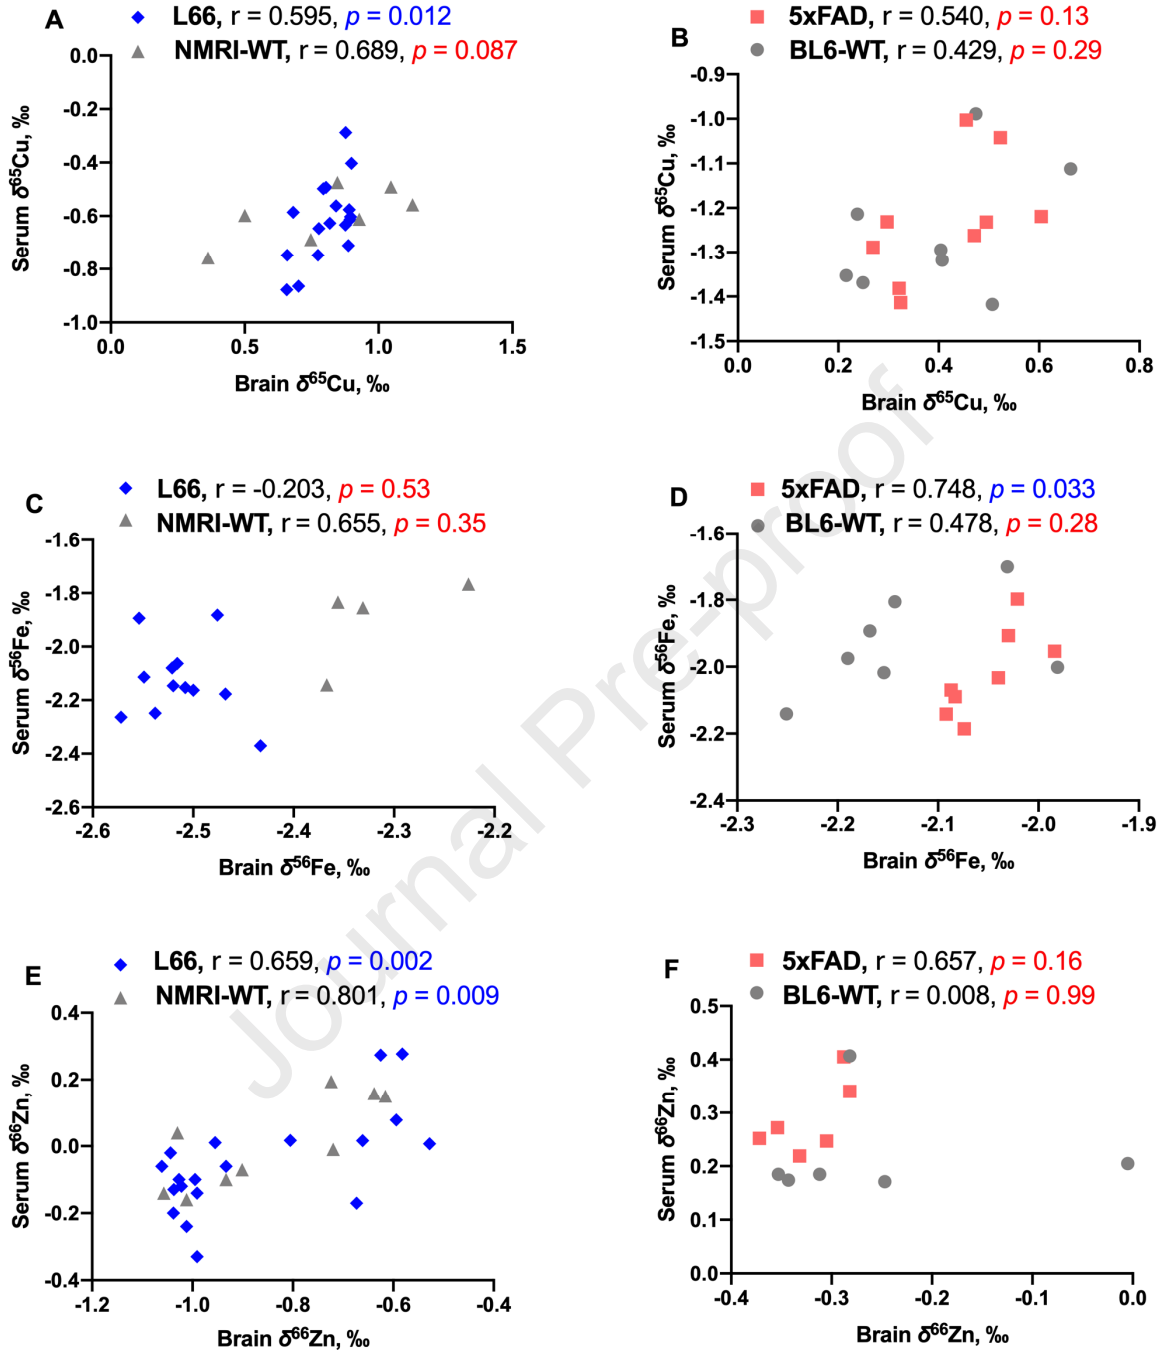 A
L66, r = 0.595, p = 0.012
NMRI-WT, r = 0.689, p = 0.087
0.0
-0.2
-0.4
-0.6
-0.8
-1.0
Serum δ65Cu, ‰
0.0 0.5 1.0 1.5
Brain δ65Cu, ‰
B
5xFAD, r = 0.540, p = 0.13
BL6-WT, r = 0.429, p = 0.29
-0.9
-1.0
-1.1
-1.2
-1.3
-1.4
-1.5
Serum δ65Cu, ‰
0.0 0.2 0.4 0.6 0.8
Brain δ65Cu, ‰
C
L66, r = -0.203, p = 0.53
NMRI-WT, r = 0.655, p = 0.35
-1.6
-1.8
-2.0
-2.2
-2.4
-2.6
Serum δ56Fe, ‰
-2.6 -2.5 -2.4 -2.3 -2.2
Brain δ56Fe, ‰
D
5xFAD, r = 0.748, p = 0.033
BL6-WT, r = 0.478, p = 0.28
-1.6
-1.8
-2.0
-2.2
-2.4
Serum δ56Fe, ‰
-2.3 -2.2 -2.1 -2.0 -1.9
Brain δ56Fe, ‰
E
L66, r = 0.659, p = 0.002
NMRI-WT, r = 0.801, p = 0.009
0.4
0.2
0.0
-0.2
-0.4
Serum δ66Zn, ‰
-1.2 -1.0 -0.8 -0.6 -0.4
Brain δ66Zn, ‰
F
5xFAD, r = 0.657, p = 0.16
BL6-WT, r = 0.008, p = 0.99
0.5
0.4
0.3
0.2
0.1
0.0
Serum δ66Zn, ‰
-0.4 -0.3 -0.2 -0.1 0.0
Brain δ66Zn, ‰
Journal Pre-proof